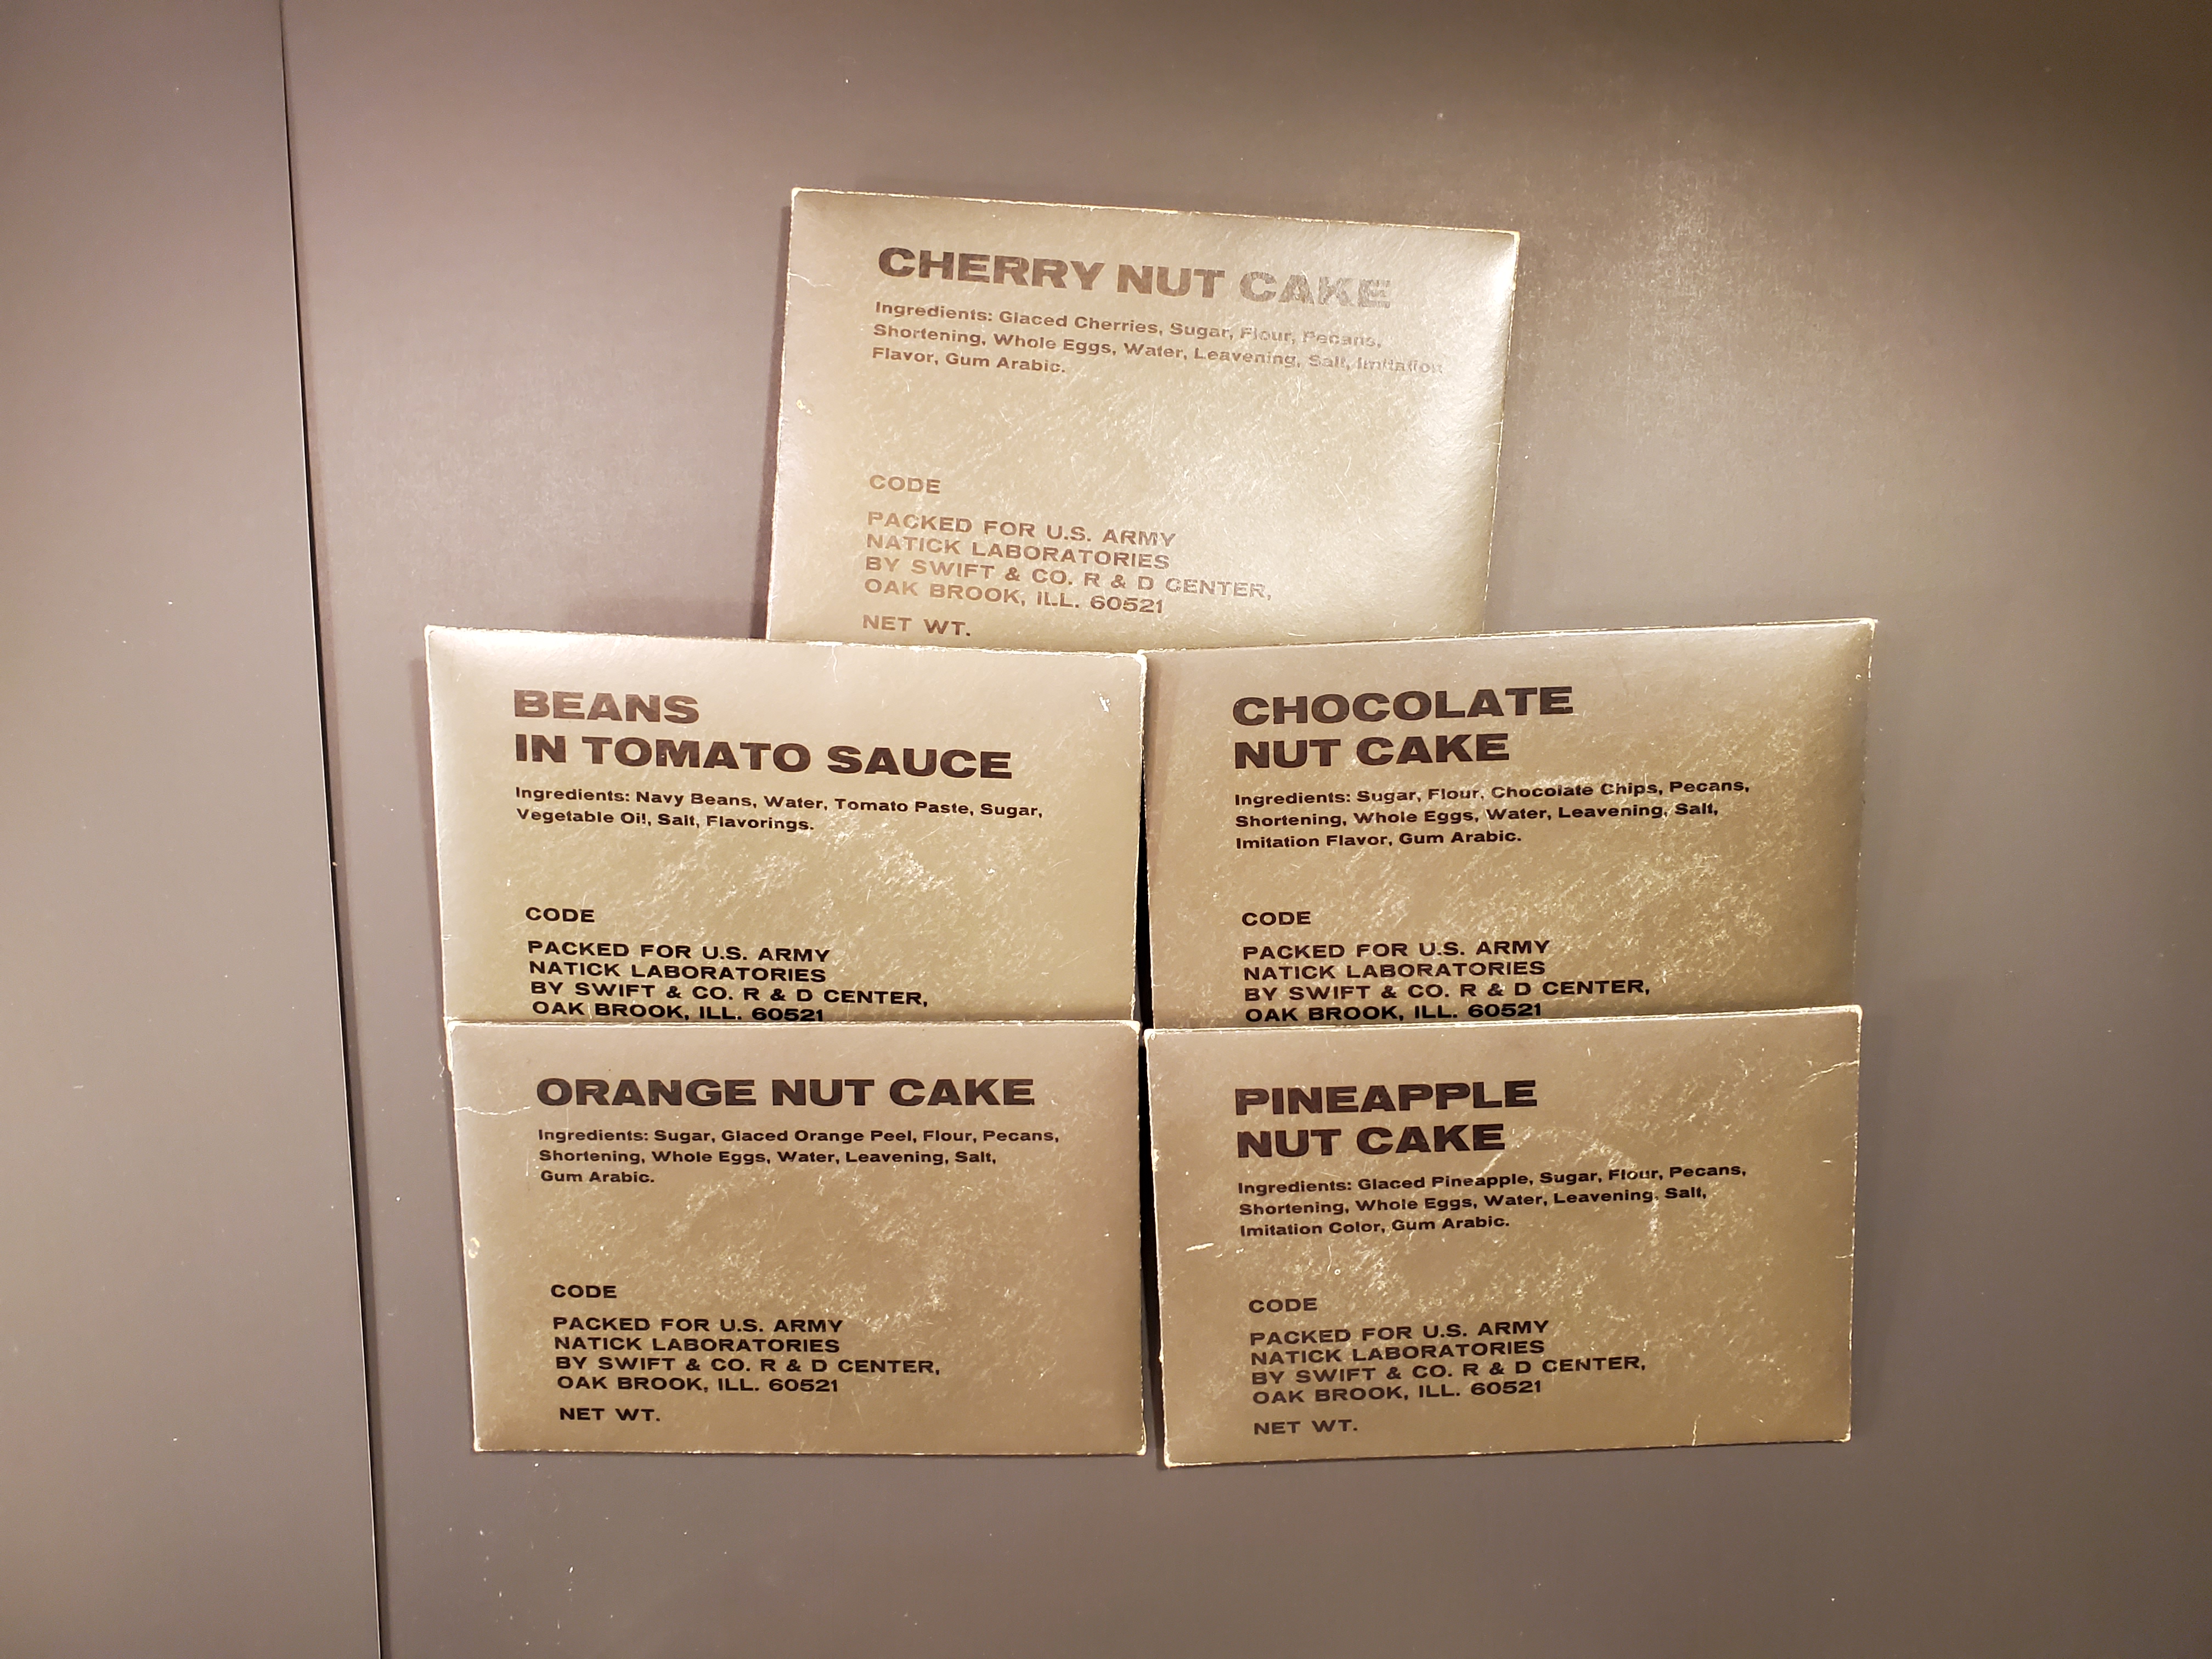 CHERRY NUT CAKE
Ingredients: Glaced Cherries, Sugar, Flour, Pecans,
Shortening, Whole Eggs, Water, Leavening, Salt, Imitation
Flavor, Gum Arabic.
CODE
PACKED FOR U.S. ARMY
NATICK LABORATORIES
BY SWIFT & CO. R & D CENTER,
OAK BROOK, ILL. 60521
NET WT.
BEANS
IN TOMATO SAUCE
Ingredients: Navy Beans, Water, Tomato Paste, Sugar,
Vegetable Oil, Salt, Flavorings.
CODE
PACKED FOR U.S. ARMY
NATICK LABORATORIES
BY SWIFT & CO. R & D CENTER,
OAK BROOK, ILL. 60521
CHOCOLATE
NUT CAKE
Ingredients: Sugar, Flour, Chocolate Chips, Pecans,
Shortening, Whole Eggs, Water, Leavening, Salt,
Imitation Flavor, Gum Arabic.
CODE
PACKED FOR U.S. ARMY
NATICK LABORATORIES
BY SWIFT & CO. R & D CENTER,
OAK BROOK, ILL. 60521
ORANGE NUT CAKE
Ingredients: Sugar, Glaced Orange Peel, Flour, Pecans,
Shortening, Whole Eggs, Water, Leavening, Salt,
Gum Arabic.
CODE
PACKED FOR U.S. ARMY
NATICK LABORATORIES
BY SWIFT & CO. R & D CENTER,
OAK BROOK, ILL. 60521
NET WT.
PINEAPPLE
NUT CAKE
Ingredients: Glaced Pineapple, Sugar, Flour, Pecans,
Shortening, Whole Eggs, Water, Leavening, Salt,
Imitation Color, Gum Arabic.
CODE
PACKED FOR U.S. ARMY
NATICK LABORATORIES
BY SWIFT & CO. R & D CENTER,
OAK BROOK, ILL. 60521
NET WT.